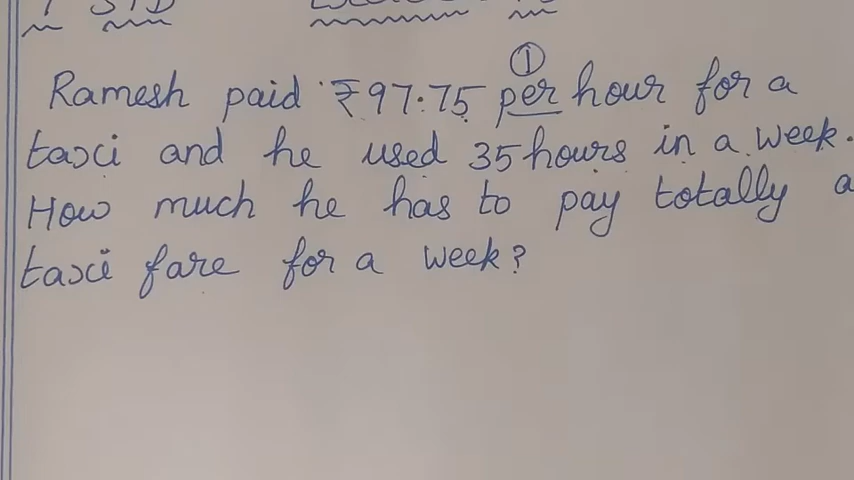 STD
①
Ramesh paid ₹97.75 per hour for a
taxi and he used 35 hours in a week.
How much he has to pay totally a
taxi fare for a week?